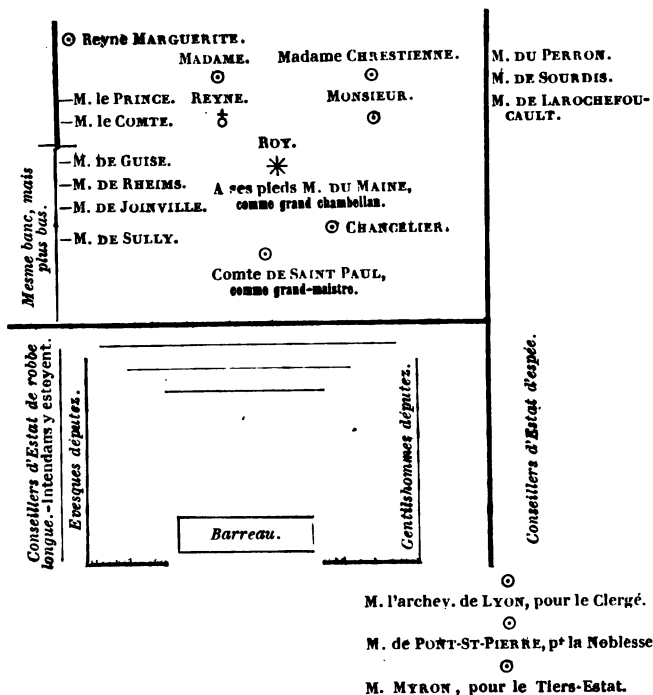 Reyne MARGUERITE.
MADAME.
Madame CHRESTIENNE.
M. DU PERRON.
M. DE SOURDIS.
M. DE LAROCHEFOU-
CAULT.
M. le PRINCE.
REYNE.
MONSIEUR.
M. le COMTE.
ROY.
M. DE GUISE.
M. DE RHEIMS.
A ses pieds M. DU MAINE,
comme grand chambellan.
M. DE JOINVILLE.
CHANCELIER.
M. DE SULLY.
Mesme banc, mais
plus bas.
Comte DE SAINT PAUL,
comme grand-maistre.
Conseillers d'Estat de robbe
longue.-Intendans y estoyent.
Evesques députez.
Gentilshommes députez.
Conseillers d'Estat d'espée.
Barreau.
M. l'archev. de LYON, pour le Clergé.
M. de PONT-ST-PIERRE, pt la Noblesse
M. MYRON, pour le Tiers-Estat.